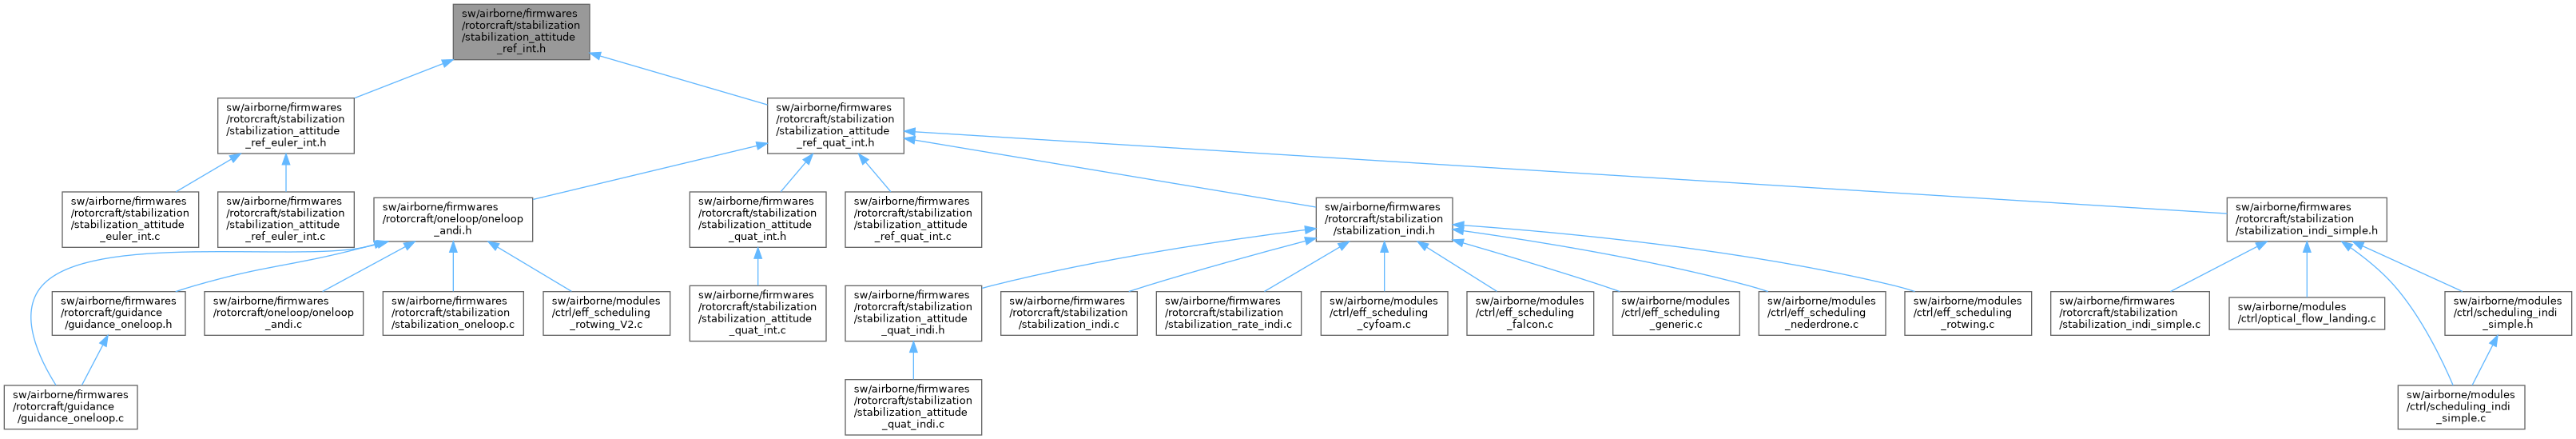 sw/airborne/firmwares
/rotorcraft/stabilization
/stabilization_attitude
_ref_int.h
sw/airborne/firmwares
/rotorcraft/stabilization
/stabilization_attitude
_ref_euler_int.h
sw/airborne/firmwares
/rotorcraft/stabilization
/stabilization_attitude
_ref_quat_int.h
sw/airborne/firmwares
/rotorcraft/stabilization
/stabilization_attitude
_euler_int.c
sw/airborne/firmwares
/rotorcraft/stabilization
/stabilization_attitude
_ref_euler_int.c
sw/airborne/firmwares
/rotorcraft/oneloop/oneloop
_andi.h
sw/airborne/firmwares
/rotorcraft/stabilization
/stabilization_attitude
_quat_int.h
sw/airborne/firmwares
/rotorcraft/stabilization
/stabilization_attitude
_ref_quat_int.c
sw/airborne/firmwares
/rotorcraft/stabilization
/stabilization_indi.h
sw/airborne/firmwares
/rotorcraft/stabilization
/stabilization_indi_simple.h
sw/airborne/firmwares
/rotorcraft/guidance
/guidance_oneloop.h
sw/airborne/firmwares
/rotorcraft/oneloop/oneloop
_andi.c
sw/airborne/firmwares
/rotorcraft/stabilization
/stabilization_oneloop.c
sw/airborne/modules
/ctrl/eff_scheduling
_rotwing_V2.c
sw/airborne/firmwares
/rotorcraft/stabilization
/stabilization_attitude
_quat_int.c
sw/airborne/firmwares
/rotorcraft/stabilization
/stabilization_attitude
_quat_indi.h
sw/airborne/firmwares
/rotorcraft/stabilization
/stabilization_indi.c
sw/airborne/firmwares
/rotorcraft/stabilization
/stabilization_rate_indi.c
sw/airborne/modules
/ctrl/eff_scheduling
_cyfoam.c
sw/airborne/modules
/ctrl/eff_scheduling
_falcon.c
sw/airborne/modules
/ctrl/eff_scheduling
_generic.c
sw/airborne/modules
/ctrl/eff_scheduling
_nederdrone.c
sw/airborne/modules
/ctrl/eff_scheduling
_rotwing.c
sw/airborne/firmwares
/rotorcraft/stabilization
/stabilization_indi_simple.c
sw/airborne/modules
/ctrl/optical_flow_landing.c
sw/airborne/modules
/ctrl/scheduling_indi
_simple.h
sw/airborne/firmwares
/rotorcraft/guidance
/guidance_oneloop.c
sw/airborne/firmwares
/rotorcraft/stabilization
/stabilization_attitude
_quat_indi.c
sw/airborne/modules
/ctrl/scheduling_indi
_simple.c